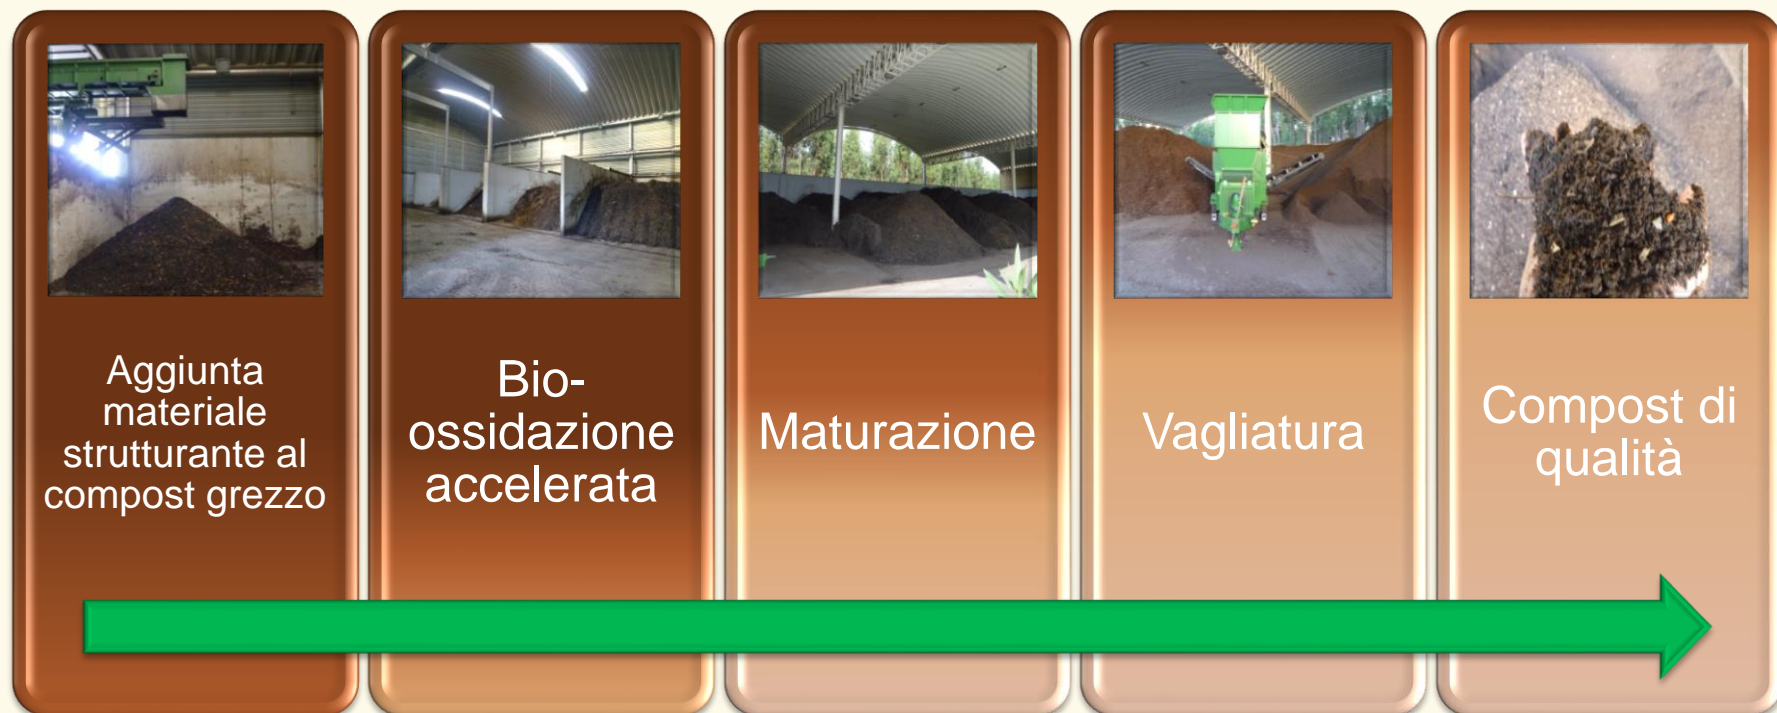 Aggiunta
materiale
strutturante al
compost grezzo
Bio-
ossidazione
accelerata
Maturazione
Vagliatura
Compost di
qualità